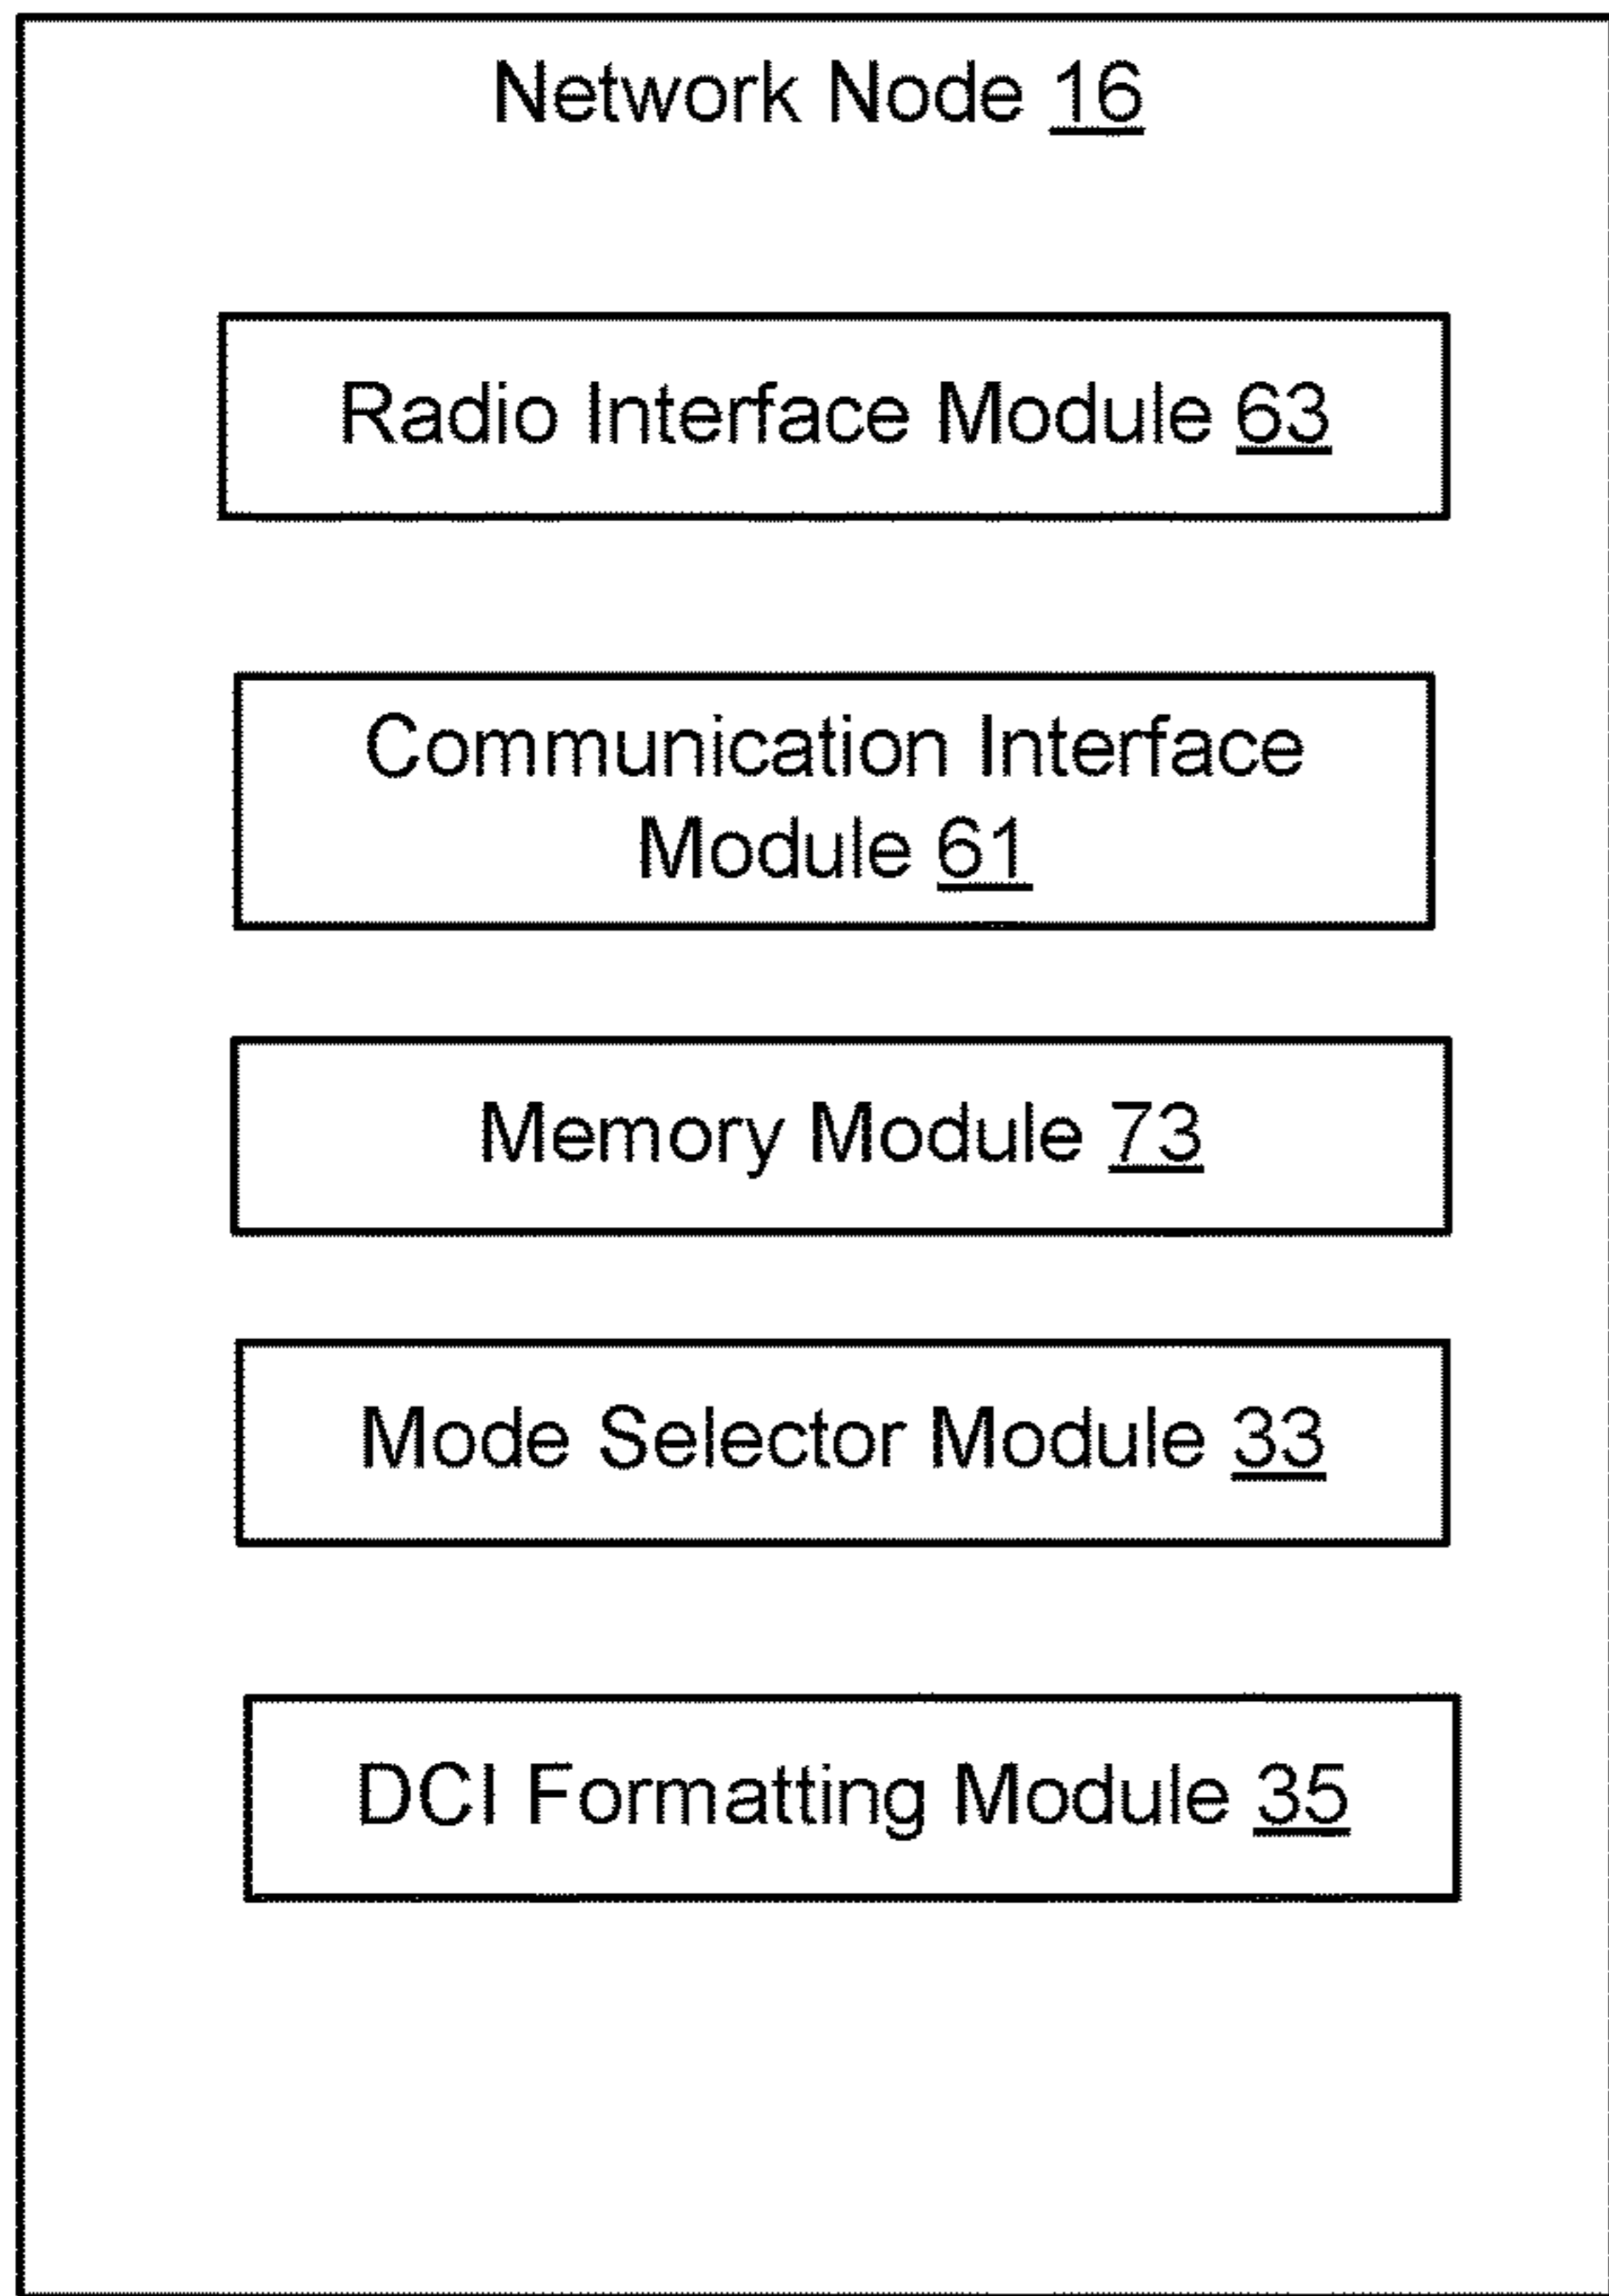 Network Node 16
Radio Interface Module 63
Communication Interface
Module 61
Memory Module 73
Mode Selector Module 33
DCI Formatting Module 35